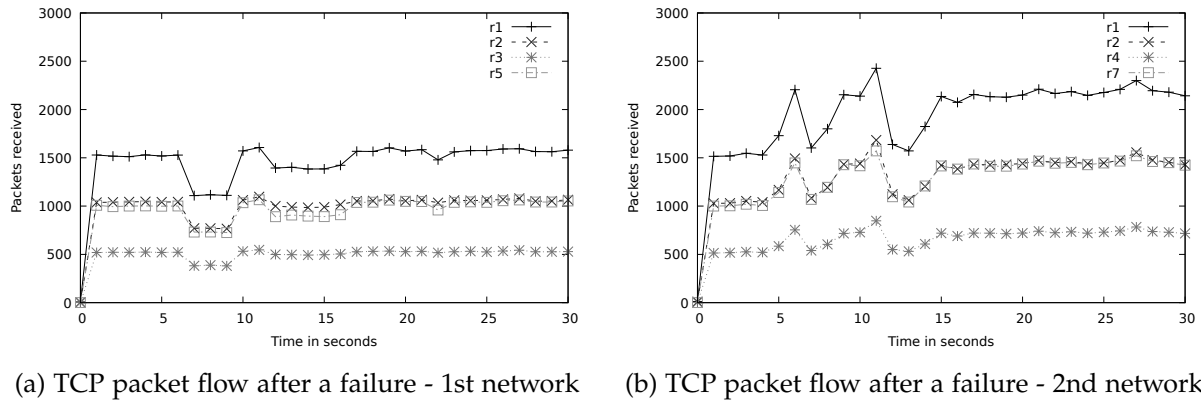 3000
2500
2000
1500
1000
500
0
Packets received
0 5 10 15 20 25 30
Time in seconds
r1
r2
r3
r5
(a) TCP packet flow after a failure - 1st network
3000
2500
2000
1500
1000
500
0
Packets received
0 5 10 15 20 25 30
Time in seconds
r1
r2
r4
r7
(b) TCP packet flow after a failure - 2nd network